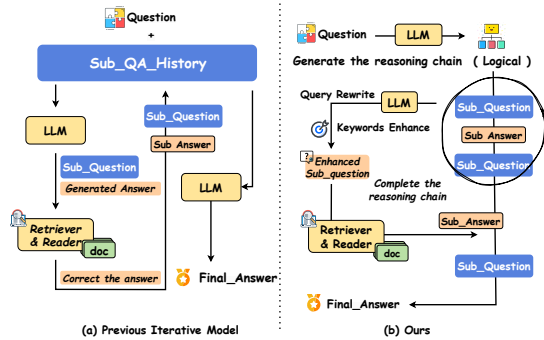 Question
+
Sub_QA_History
LLM
Sub_Question
Sub Answer
Sub_Question
Generated Answer
LLM
Retriever
& Reader
doc
Correct the answer
Final_Answer
(a) Previous Iterative Model
Question
LLM
Generate the reasoning chain ( Logical )
Query Rewrite
LLM
Keywords Enhance
Sub_Question
Sub Answer
Sub_Question
?
Enhanced
Sub_question
Complete the
reasoning chain
Sub_Answer
Retriever
& Reader
doc
Sub_Question
Final_Answer
(b) Ours